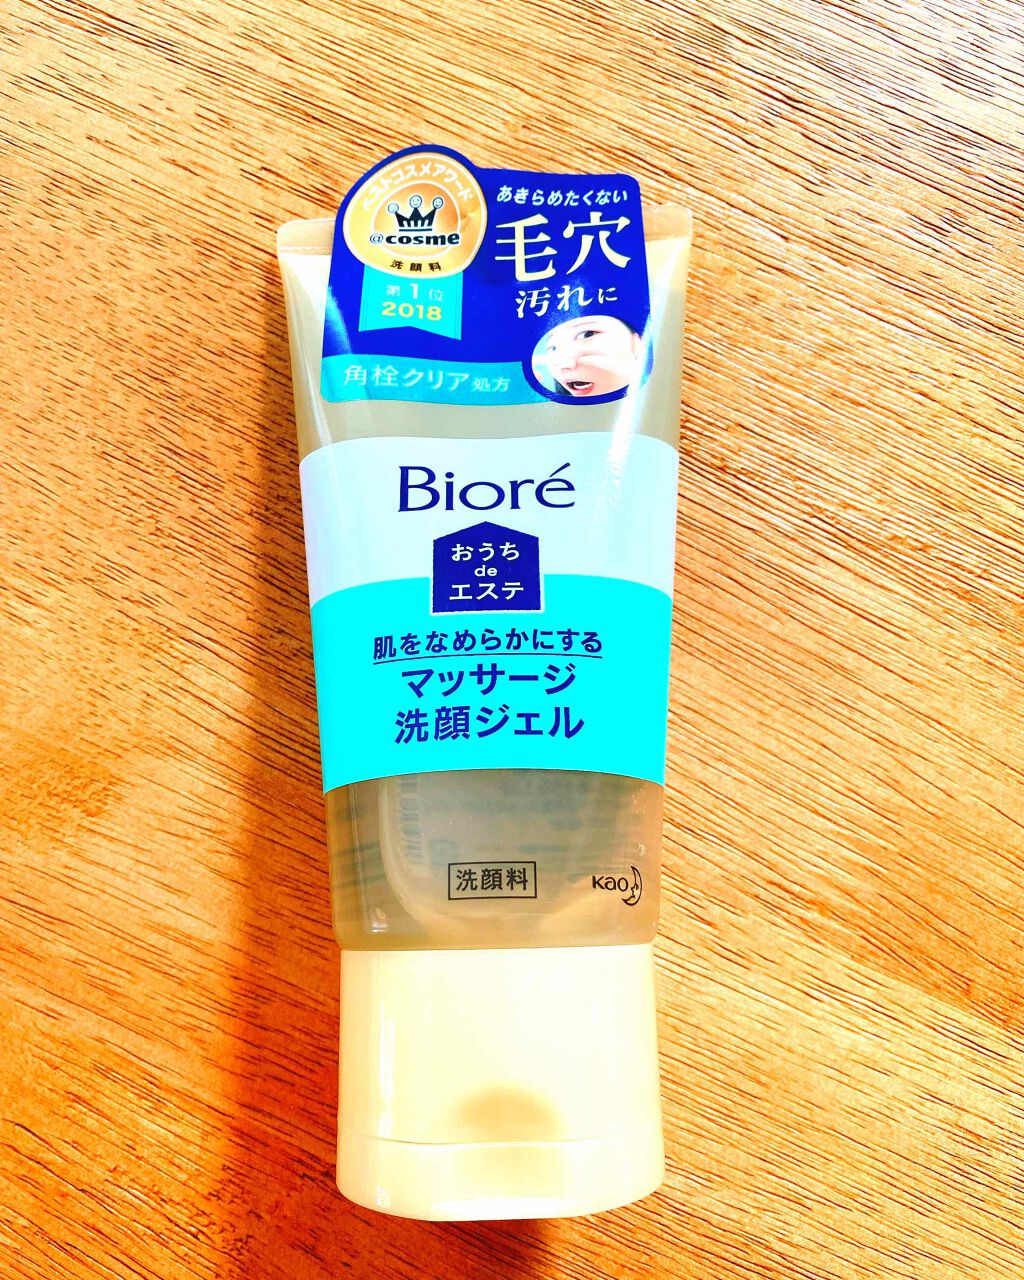 ベストコスメアワード
@cosme
洗顔料
第1位
2018
あきらめたくない
毛穴
汚れに
角栓クリア処方
Bioré
おうち
de
エステ
肌をなめらかにする
マッサージ
洗顔ジェル
洗顔料
Kao